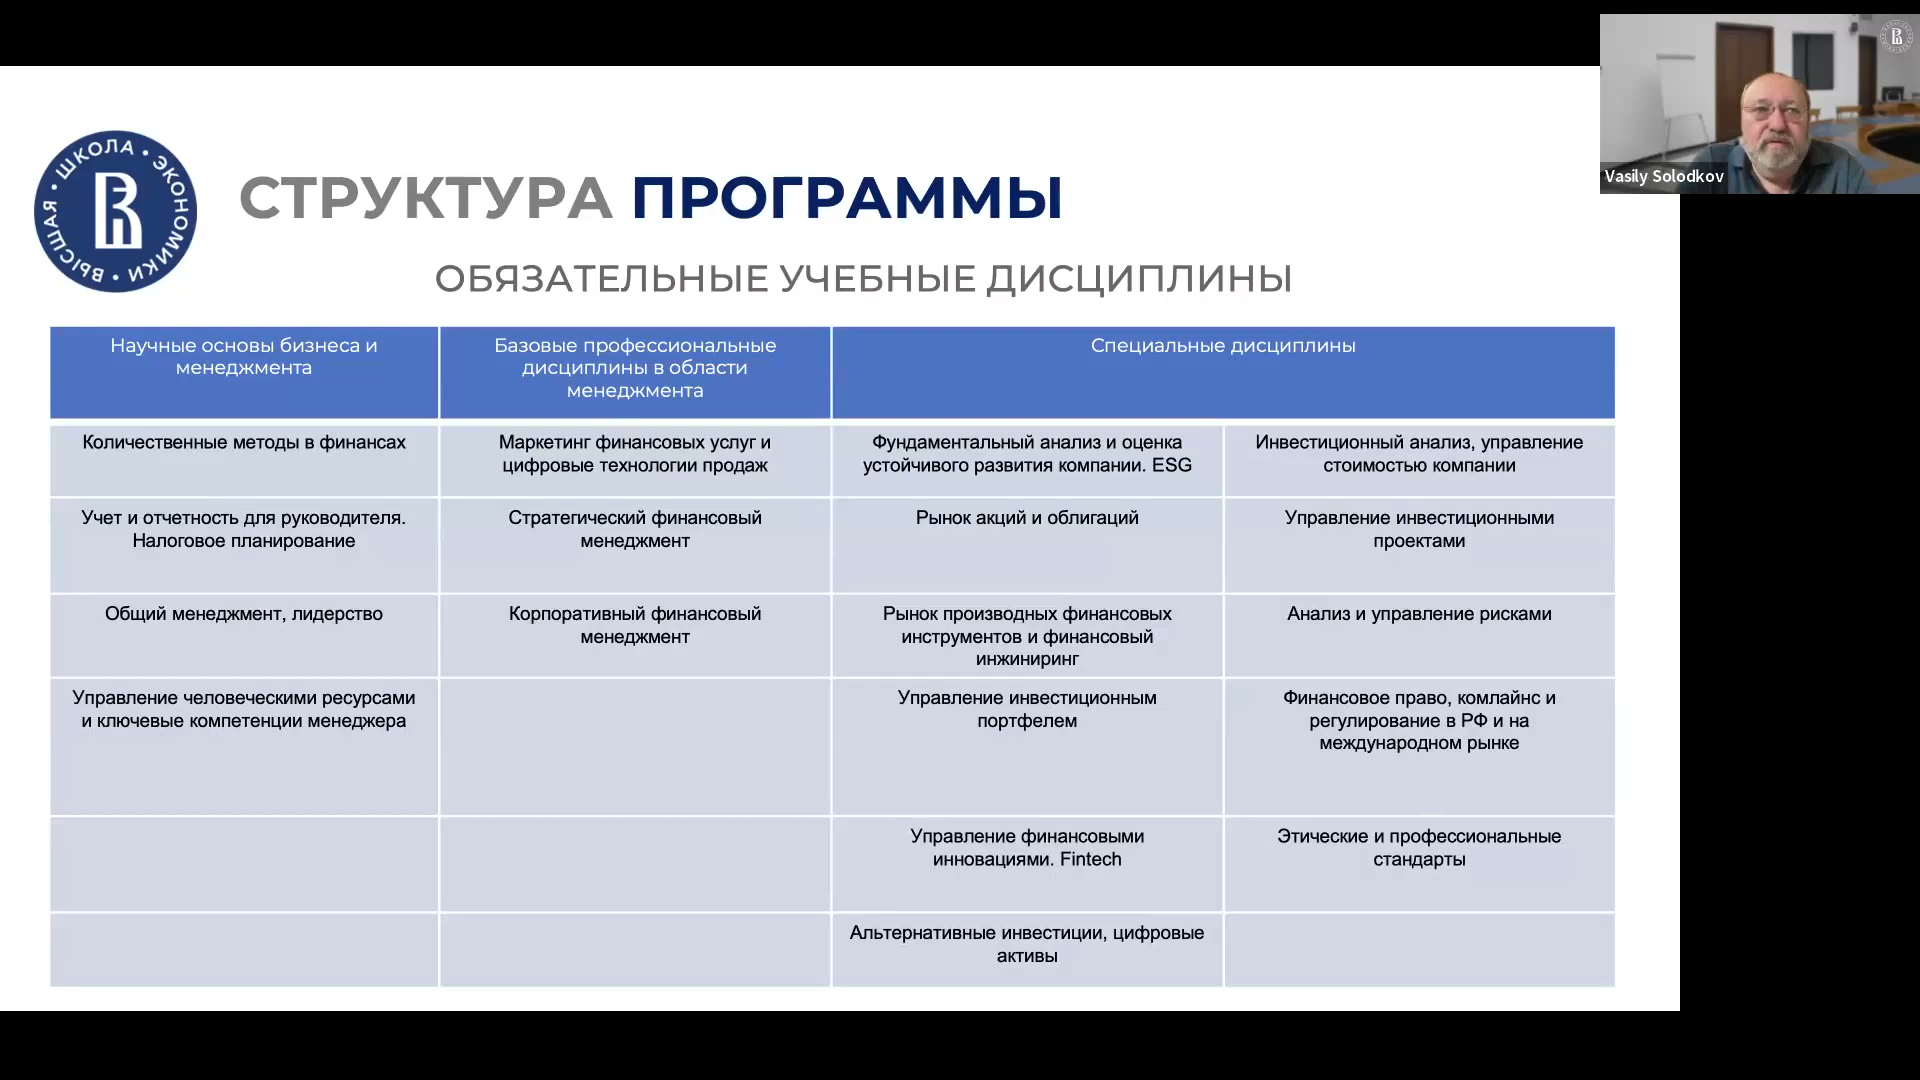 Vasily Solodkov
ВЫСШАЯ • ШКОЛА • ЭКОНОМИКИ •
СТРУКТУРА ПРОГРАММЫ
ОБЯЗАТЕЛЬНЫЕ УЧЕБНЫЕ ДИСЦИПЛИНЫ
Научные основы бизнеса и
менеджмента
Базовые профессиональные
дисциплины в области
менеджмента
Специальные дисциплины
Количественные методы в финансах
Маркетинг финансовых услуг и
цифровые технологии продаж
Фундаментальный анализ и оценка
устойчивого развития компании. ESG
Инвестиционный анализ, управление
стоимостью компании
Учет и отчетность для руководителя.
Налоговое планирование
Стратегический финансовый
менеджмент
Рынок акций и облигаций
Управление инвестиционными
проектами
Общий менеджмент, лидерство
Корпоративный финансовый
менеджмент
Рынок производных финансовых
инструментов и финансовый
инжиниринг
Анализ и управление рисками
Управление человеческими ресурсами
и ключевые компетенции менеджера
Управление инвестиционным
портфелем
Финансовое право, комлайнс и
регулирование в РФ и на
международном рынке
Управление финансовыми
инновациями. Fintech
Этические и профессиональные
стандарты
Альтернативные инвестиции, цифровые
активы